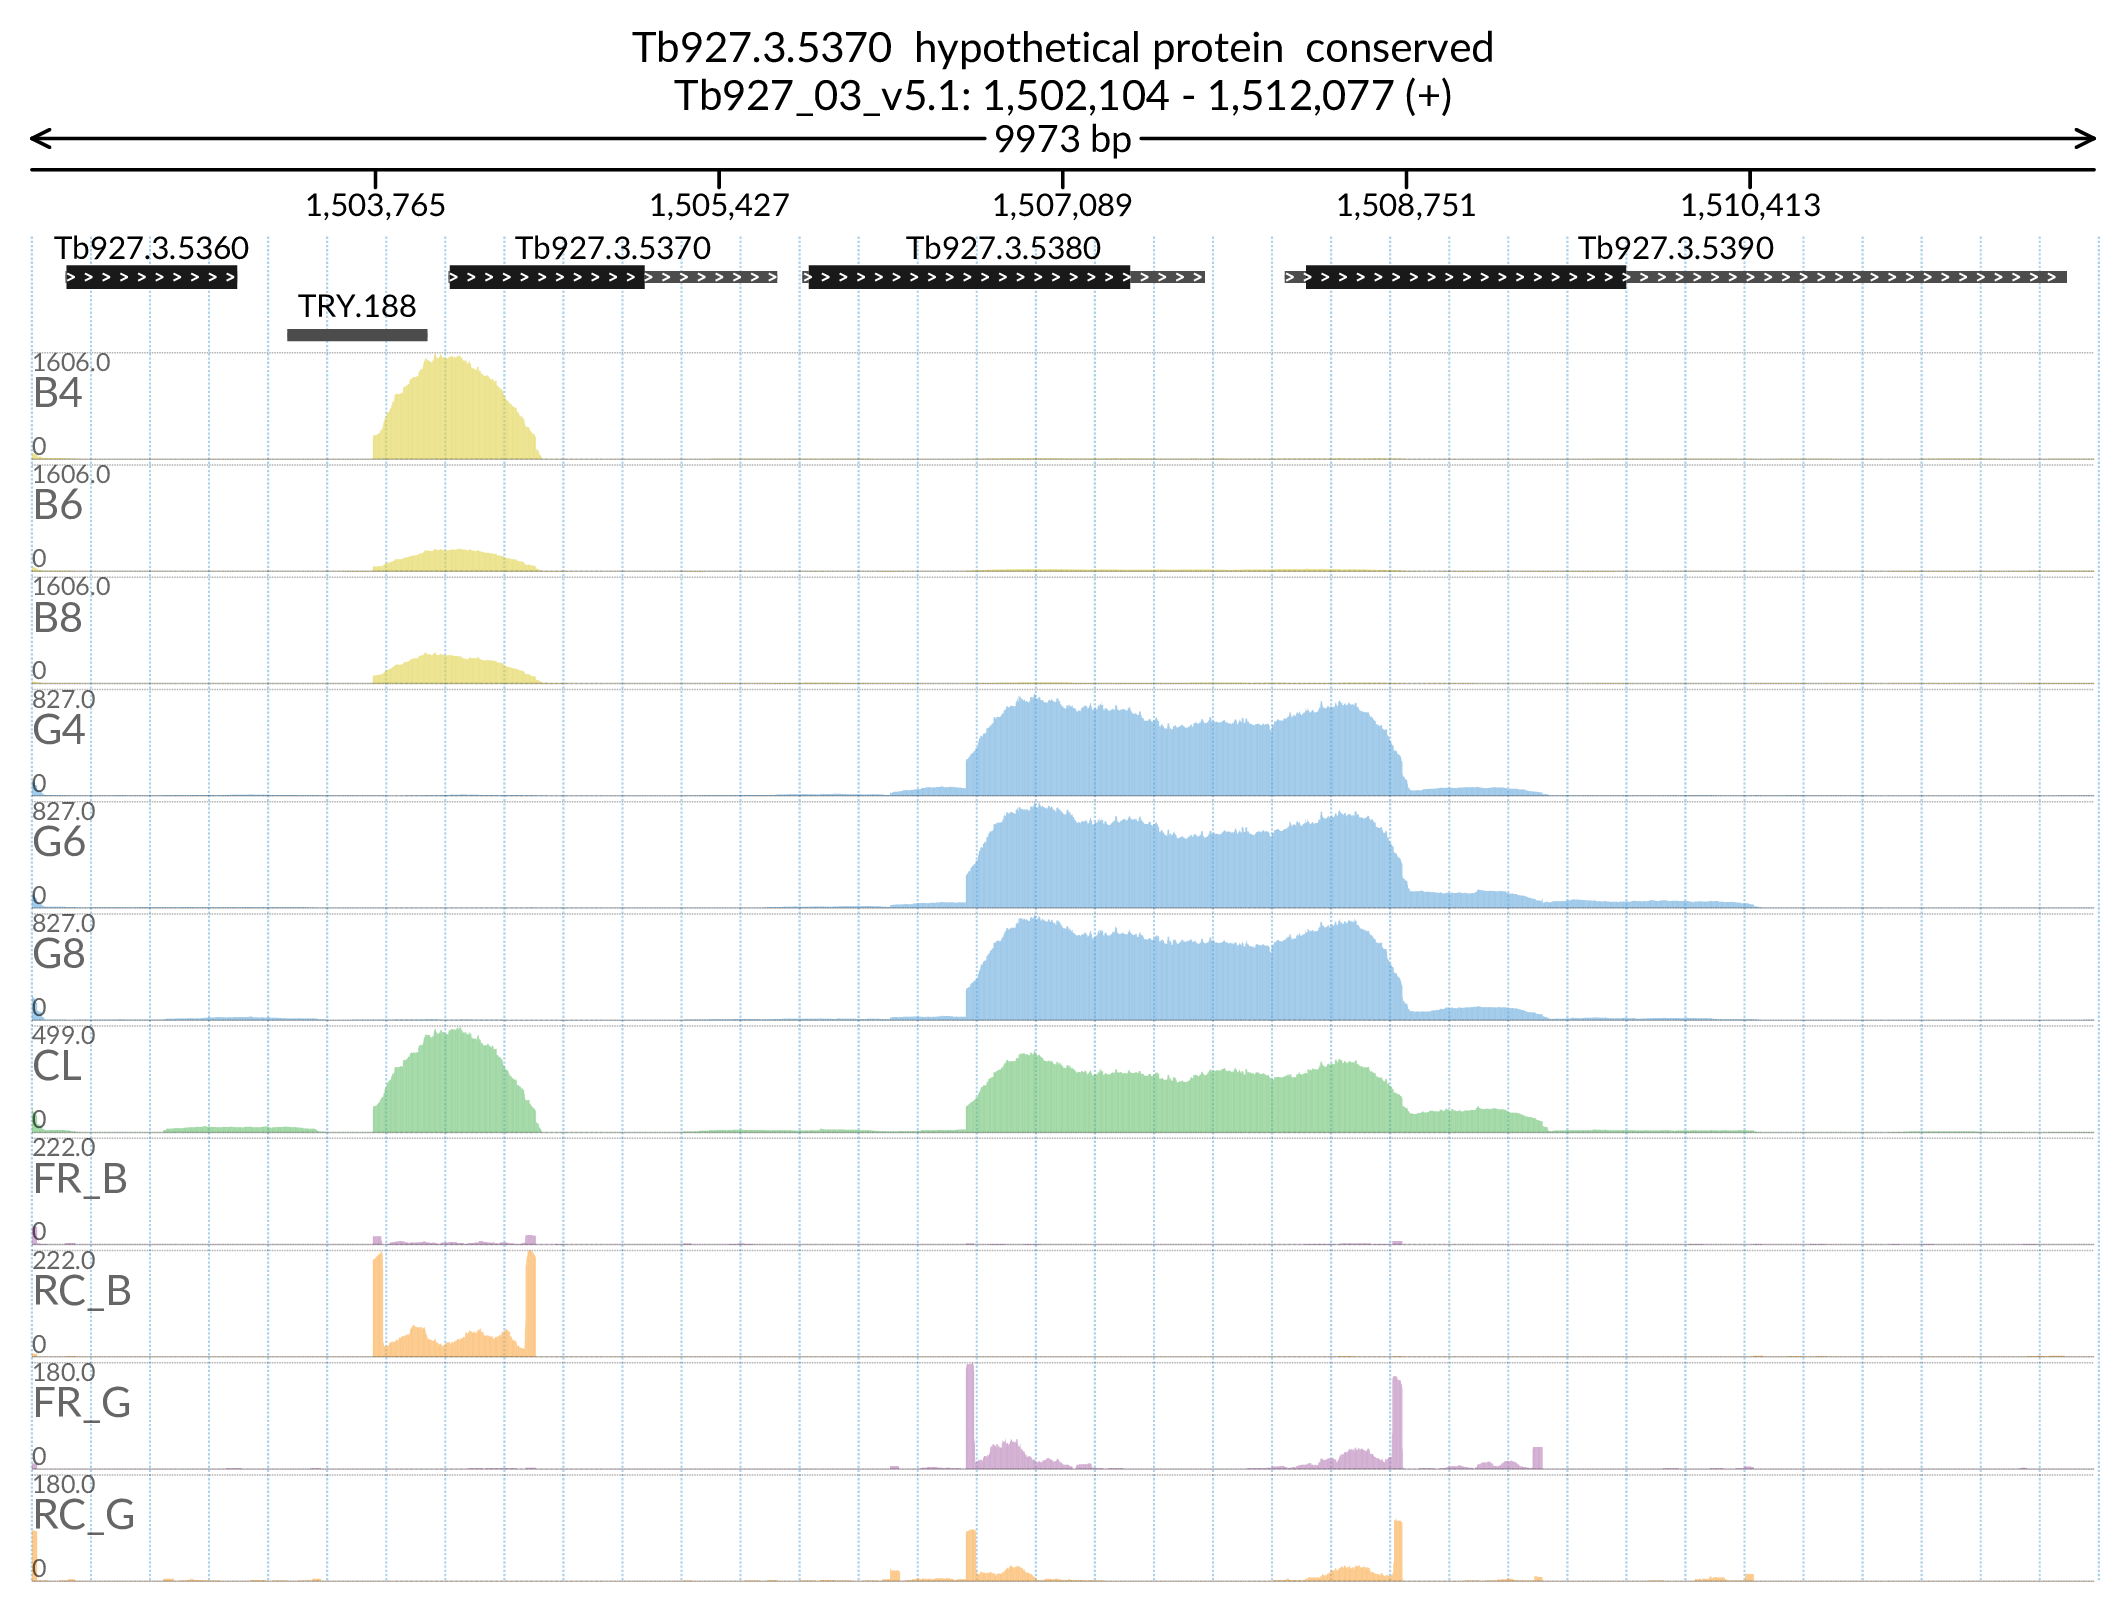 Tb927.3.5370  hypothetical protein  conserved
Tb927_03_v5.1: 1,502,104 - 1,512,077 (+)
9973 bp
1,503,765 1,505,427 1,507,089 1,508,751 1,510,413
Tb927.3.5360 Tb927.3.5370 Tb927.3.5380 Tb927.3.5390
TRY.188
1606.0
B4
0
1606.0
B6
0
1606.0
B8
0
827.0
G4
0
827.0
G6
0
827.0
G8
0
499.0
CL
0
222.0
FR_B
0
222.0
RC_B
0
180.0
FR_G
0
180.0
RC_G
0